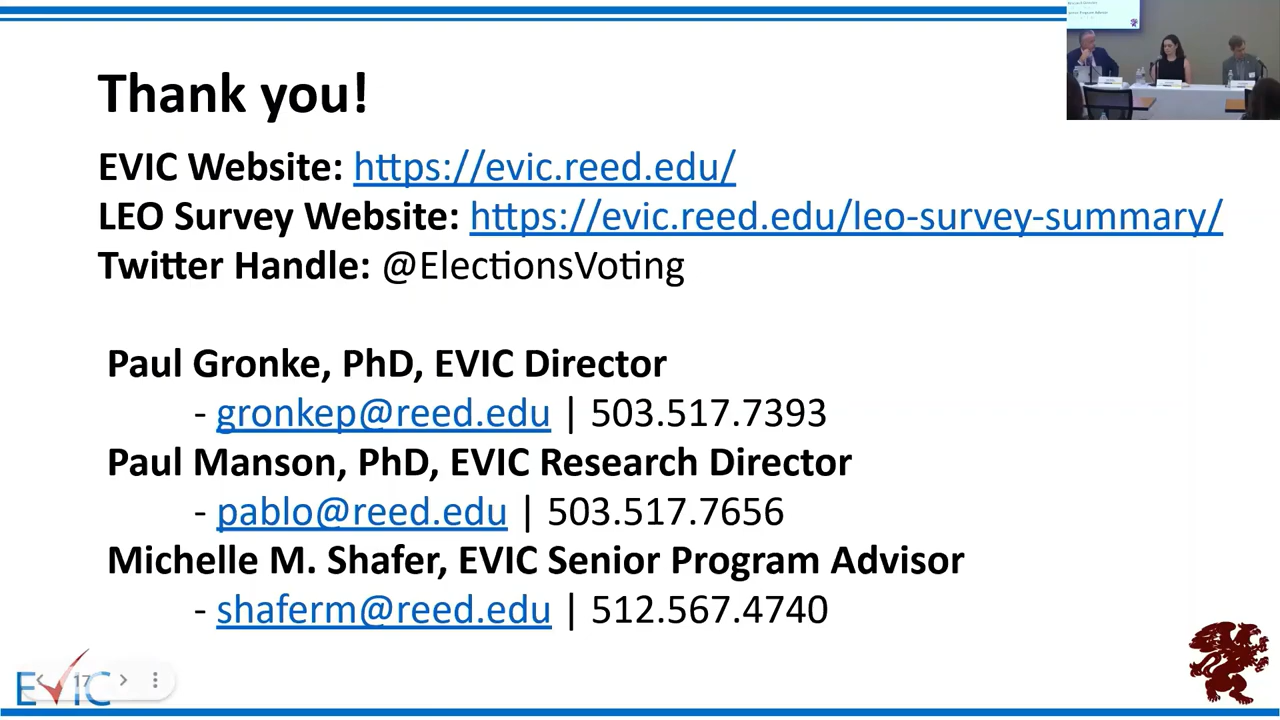 Thank you!
EVIC Website: https://evic.reed.edu/
LEO Survey Website: https://evic.reed.edu/leo-survey-summary/
Twitter Handle: @ElectionsVoting
Paul Gronke, PhD, EVIC Director
- gronkep@reed.edu | 503.517.7393
Paul Manson, PhD, EVIC Research Director
- pablo@reed.edu | 503.517.7656
Michelle M. Shafer, EVIC Senior Program Advisor
- shaferm@reed.edu | 512.567.4740
EVIC
17